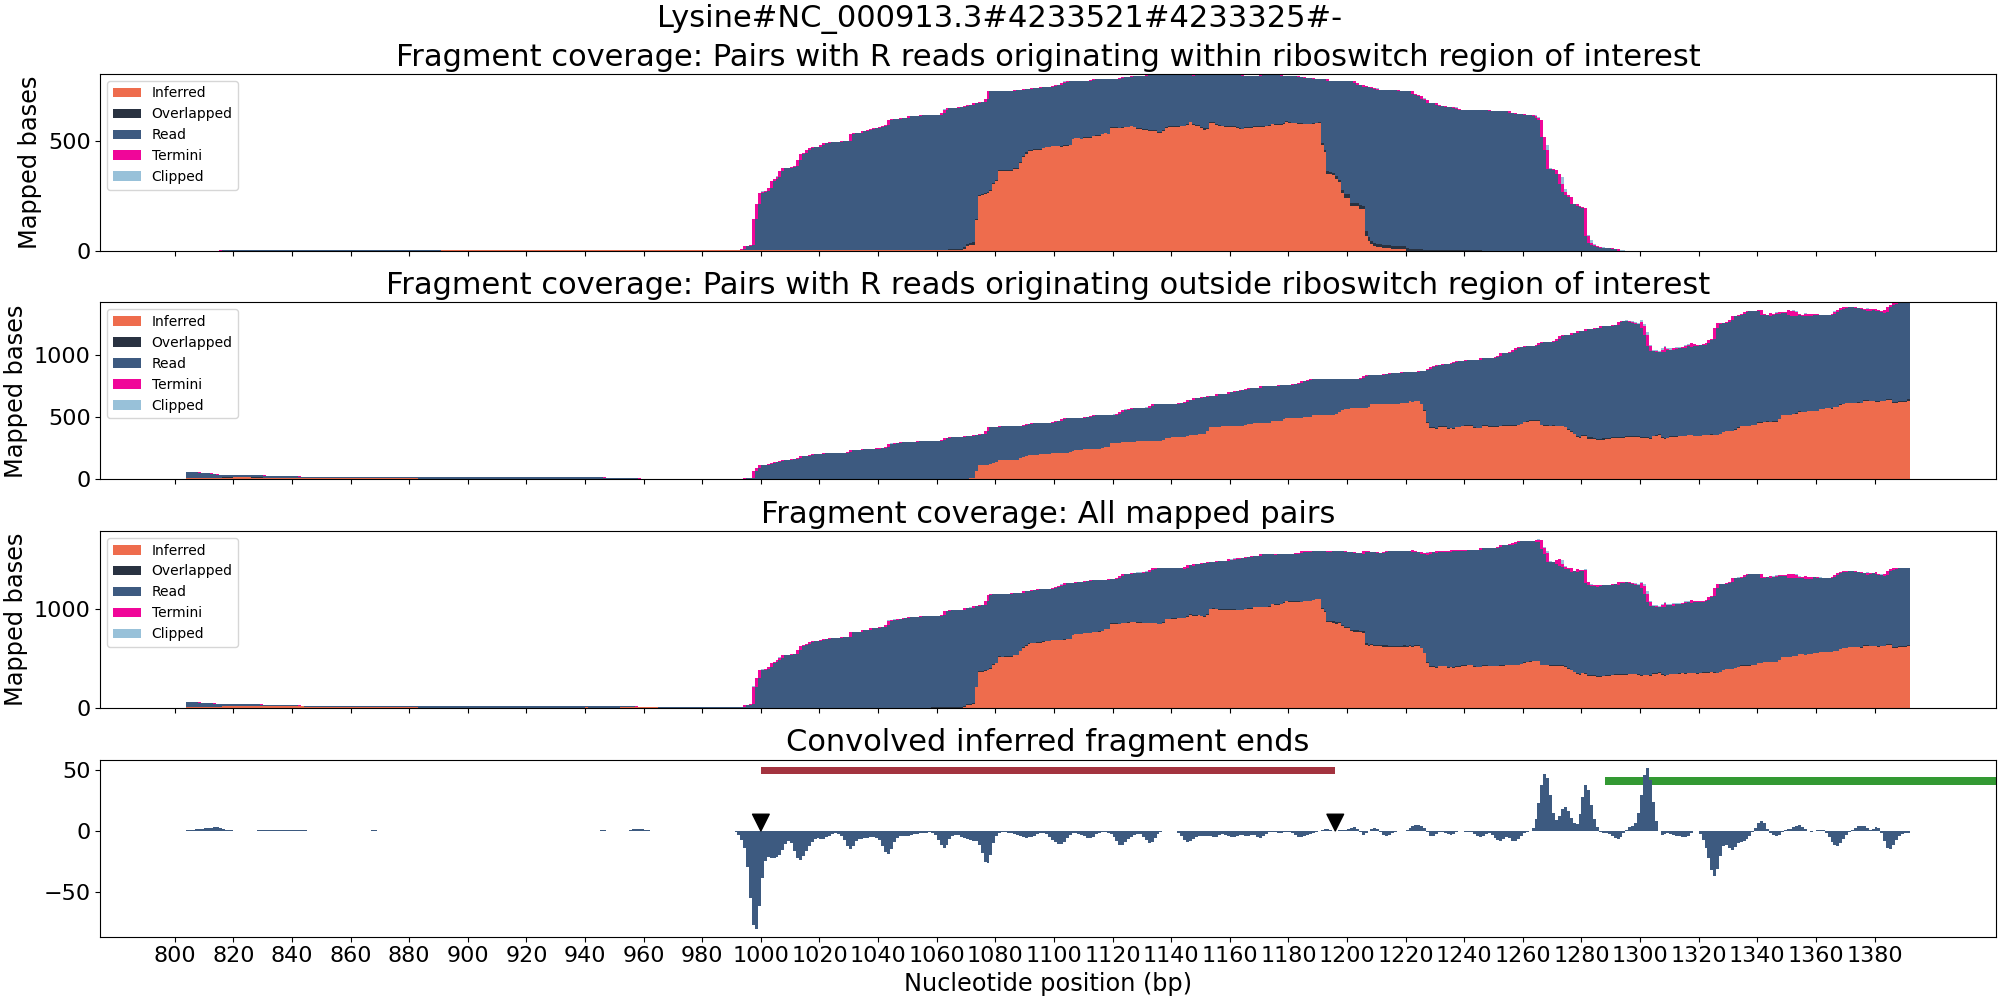 Lysine#NC_000913.3#4233521#4233325#-
Fragment coverage: Pairs with R reads originating within riboswitch region of interest
Mapped bases
500
0
Inferred
Overlapped
Read
Termini
Clipped
Fragment coverage: Pairs with R reads originating outside riboswitch region of interest
Mapped bases
1000
500
0
Inferred
Overlapped
Read
Termini
Clipped
Fragment coverage: All mapped pairs
Mapped bases
1000
0
Inferred
Overlapped
Read
Termini
Clipped
Convolved inferred fragment ends
50
0
−50
800 820 840 860 880 900 920 940 960 980 1000 1020 1040 1060 1080 1100 1120 1140 1160 1180 1200 1220 1240 1260 1280 1300 1320 1340 1360 1380
Nucleotide position (bp)